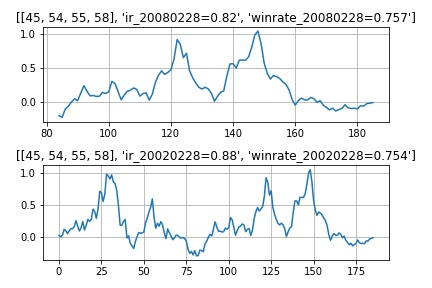 [[45, 54, 55, 58], 'ir_20080228=0.82', 'winrate_20080228=0.757']
1.0
0.5
0.0
80 100 120 140 160 180
[[45, 54, 55, 58], 'ir_20020228=0.88', 'winrate_20020228=0.754']
1.0
0.5
0.0
0 25 50 75 100 125 150 175